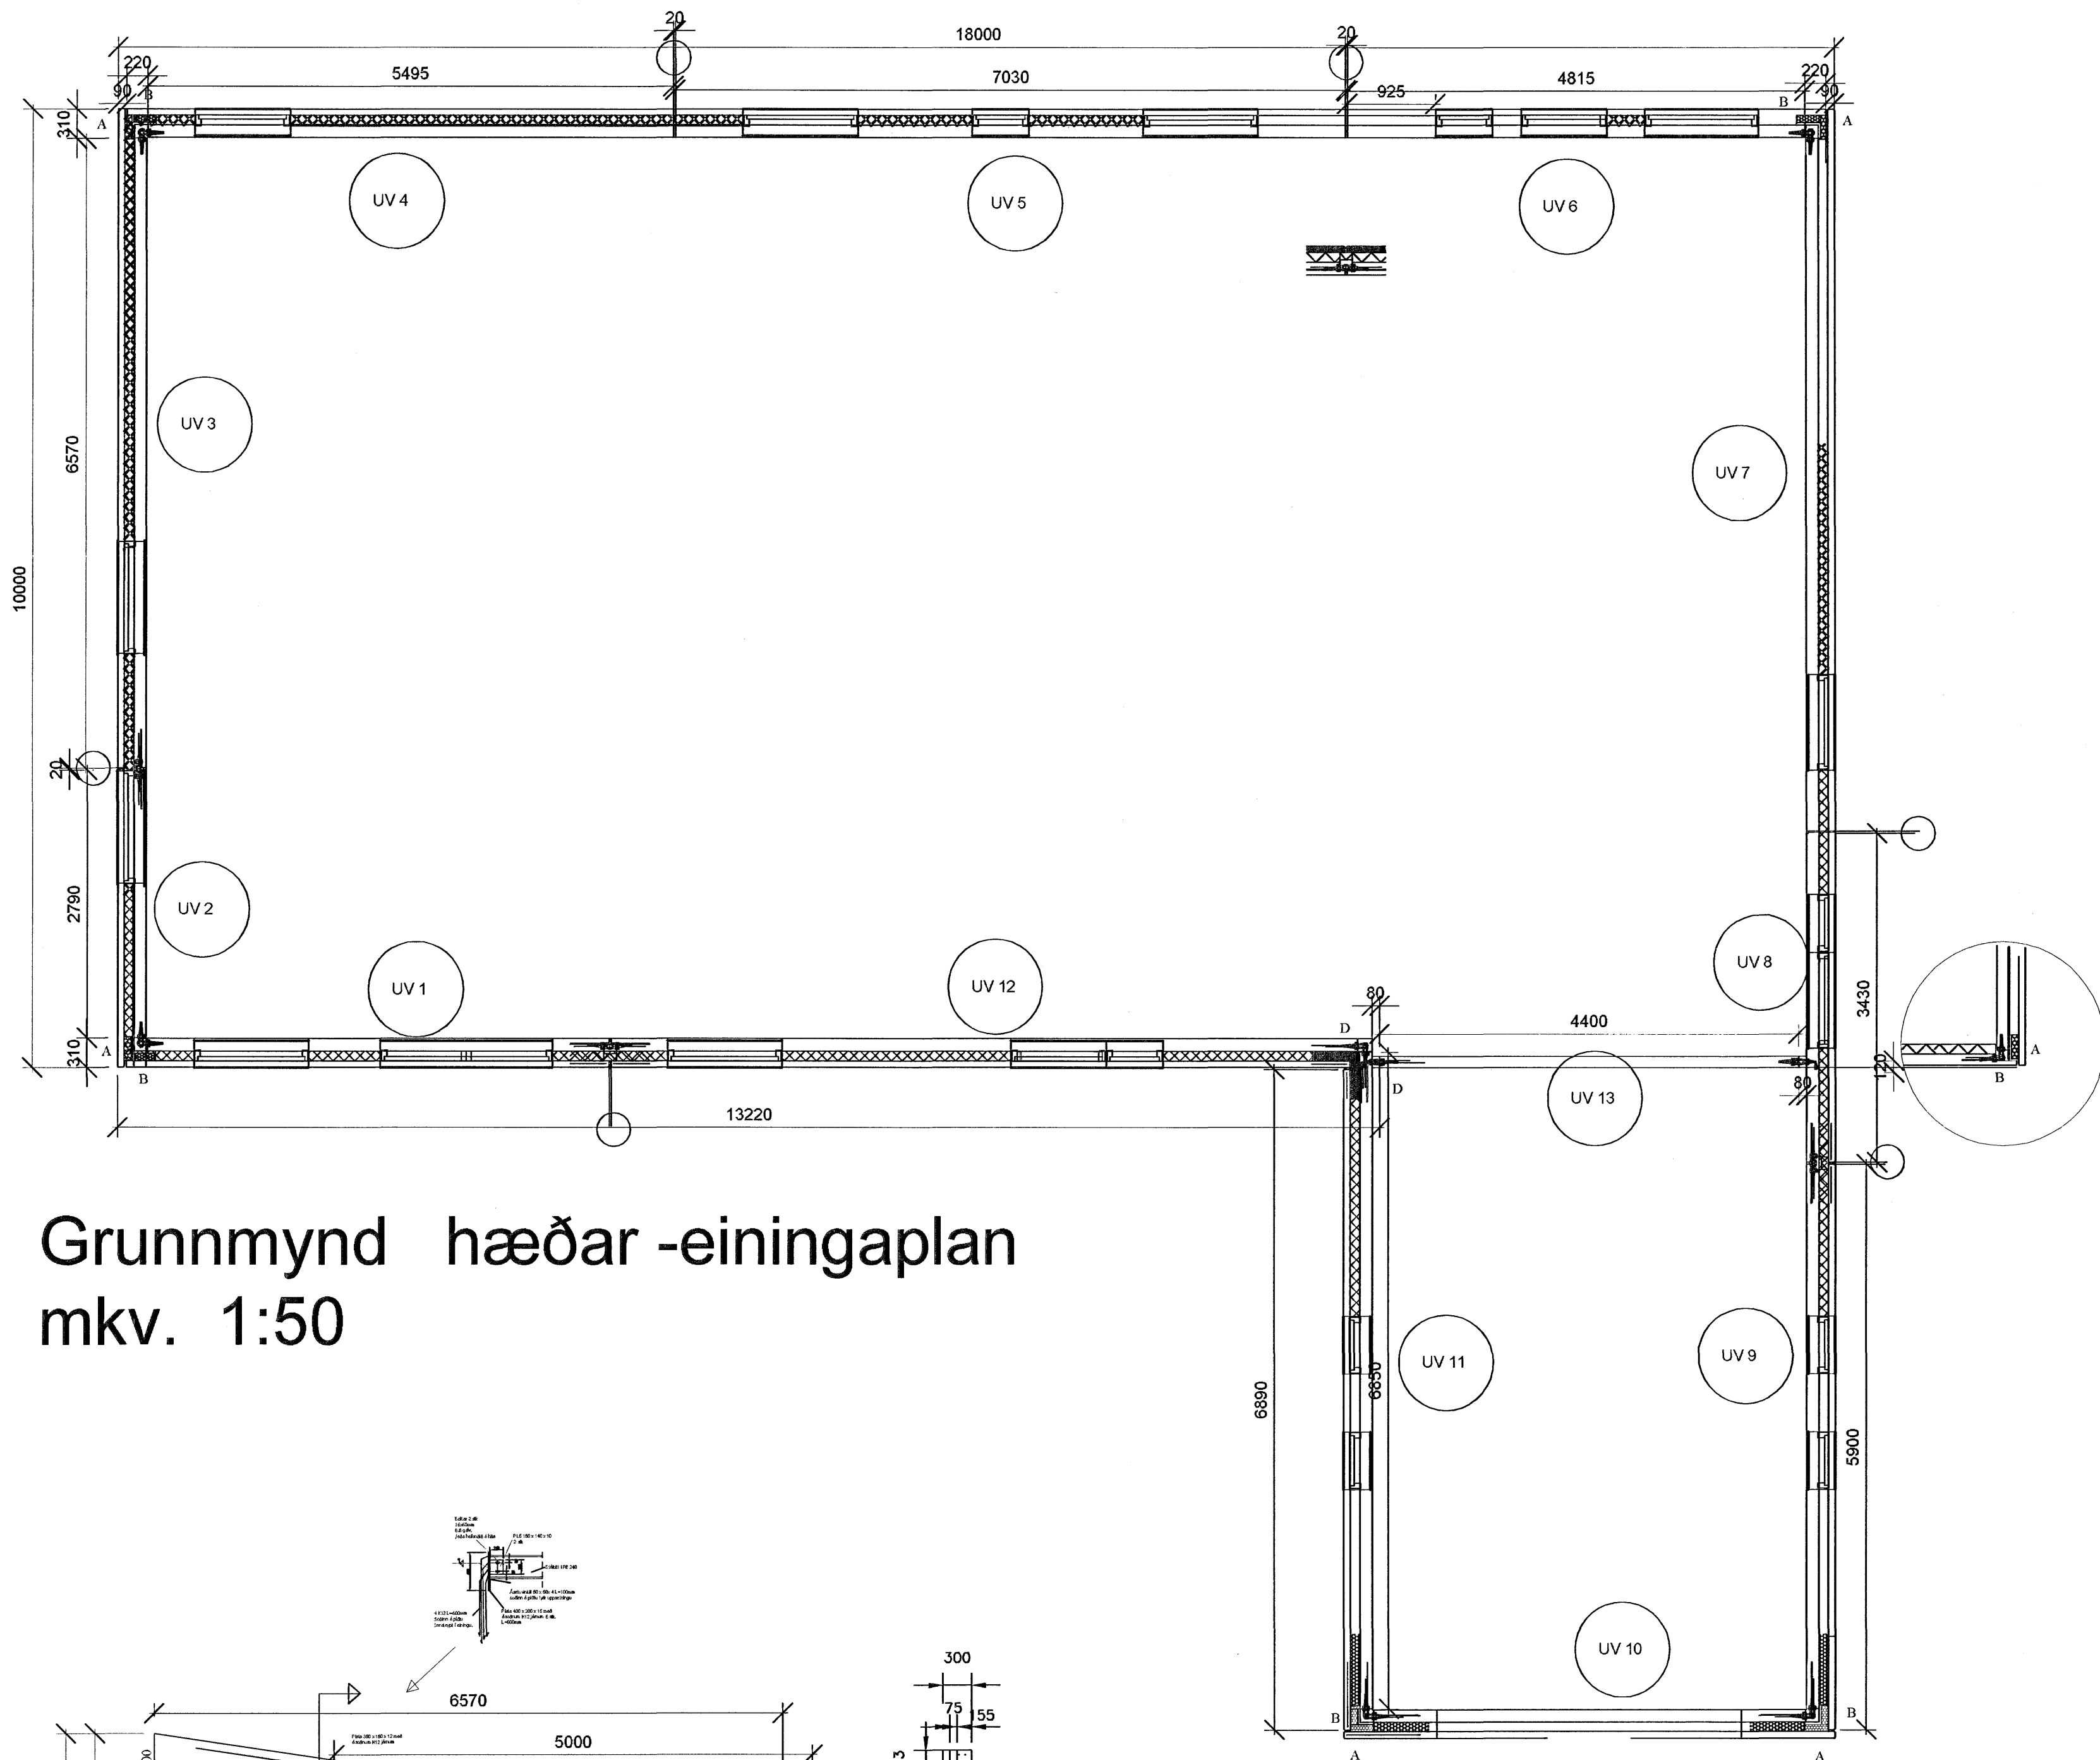 20
20
18000
220
5495
7030
4815
220
90
B
925
B
90
310
A
A
UV 4
UV 5
UV 6
UV 3
UV 7
6570
10000
20
2790
UV 2
UV 8
UV 1
UV 12
80
3430
D
4400
310
A
A
B
120
B
80
D
UV 13
13220
Grunnmynd hæðar -einingaplan
mkv. 1:50
UV 11
UV 9
6850
6890
5900
UV 10
300
6570
75
155
B
B
5000
A
A